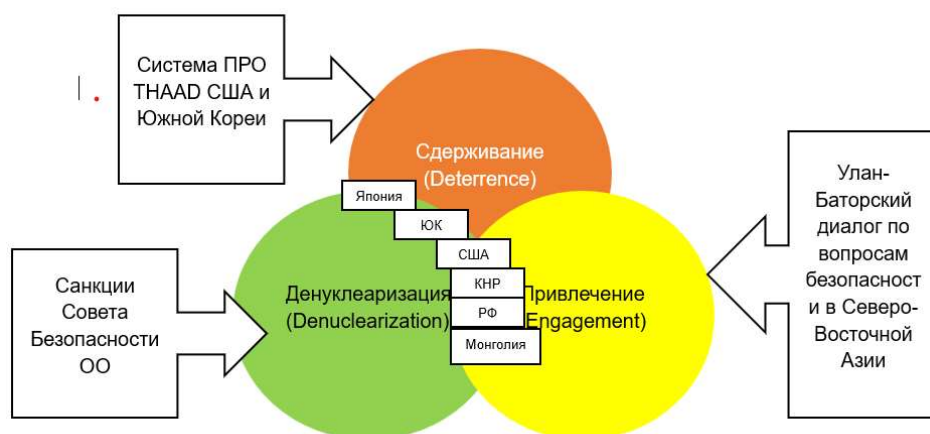 Система ПРО
THAAD США и
Южной Кореи
Сдерживание
(Deterrence)
Япония
ЮК
США
КНР
РФ
Монголия
Денуклеаризация
(Denuclearization)
Привлечение
Engagement)
Санкции
Совета
Безопасности
ОО
Улан-
Баторский
диалог по
вопросам
безопасност
и в Северо-
Восточной
Азии